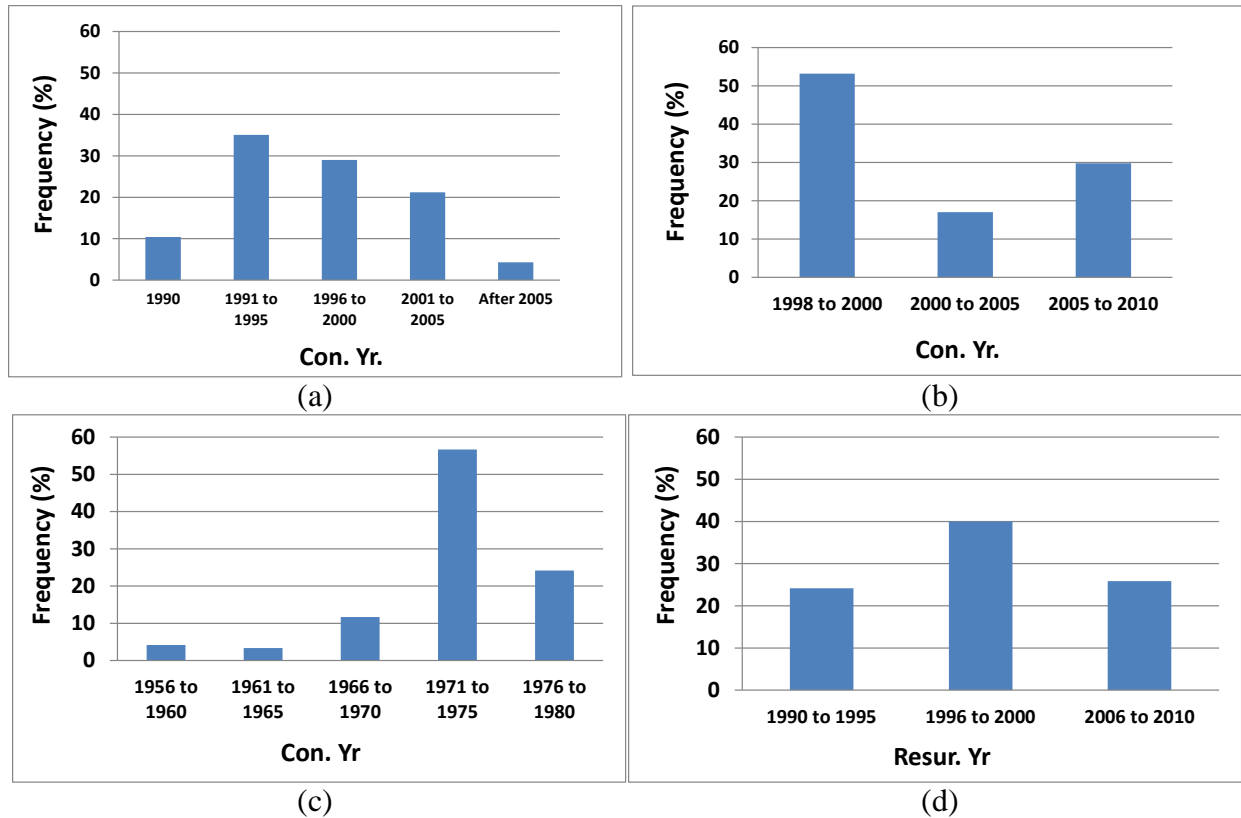 60
50
40
30
20
10
0
Frequency (%)
1990
1991 to
1995
1996 to
2000
2001 to
2005
After 2005
Con. Yr.
(a)
60
50
40
30
20
10
0
Frequency (%)
1998 to 2000
2000 to 2005
2005 to 2010
Con. Yr.
(b)
60
50
40
30
20
10
0
Frequency (%)
1956 to
1960
1961 to
1965
1966 to
1970
1971 to
1975
1976 to
1980
Con. Yr
(c)
60
50
40
30
20
10
0
Frequency (%)
1990 to 1995
1996 to 2000
2006 to 2010
Resur. Yr
(d)